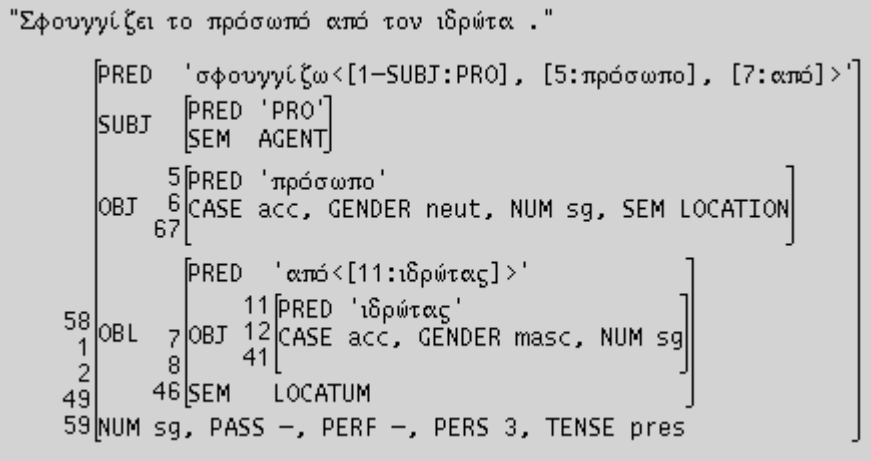 "Σφουγγίζει το πρόσωπό από τον ιδρώτα ."
PRED 'σφουγγίζω<[1-SUBJ:PRO], [5:πρόσωπο], [7:από]>'
PRED 'PRO'
SUBJ
SEM AGENT
5 PRED 'πρόσωπο'
OBJ 6 CASE acc, GENDER neut, NUM sg, SEM LOCATION
67
PRED 'από<[11:ιδρώτας]>'
11 PRED 'ιδρώτας'
58 OBL 7 OBJ 12 CASE acc, GENDER masc, NUM sg
1 8 41
2 46 SEM LOCATUM
49
59 NUM sg, PASS −, PERF −, PERS 3, TENSE pres